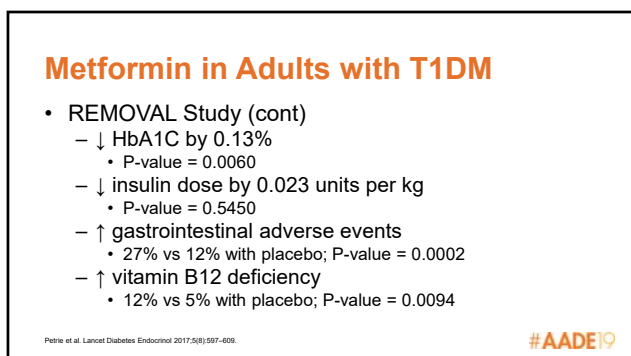 Metformin in Adults with T1DM
• REMOVAL Study (cont)
– ↓ HbA1C by 0.13%
• P-value = 0.0060
– ↓ insulin dose by 0.023 units per kg
• P-value = 0.5450
– ↑ gastrointestinal adverse events
• 27% vs 12% with placebo; P-value = 0.0002
– ↑ vitamin B12 deficiency
• 12% vs 5% with placebo; P-value = 0.0094
Petrie et al. Lancet Diabetes Endocrinol 2017;5(8):597–609.
#AADE19